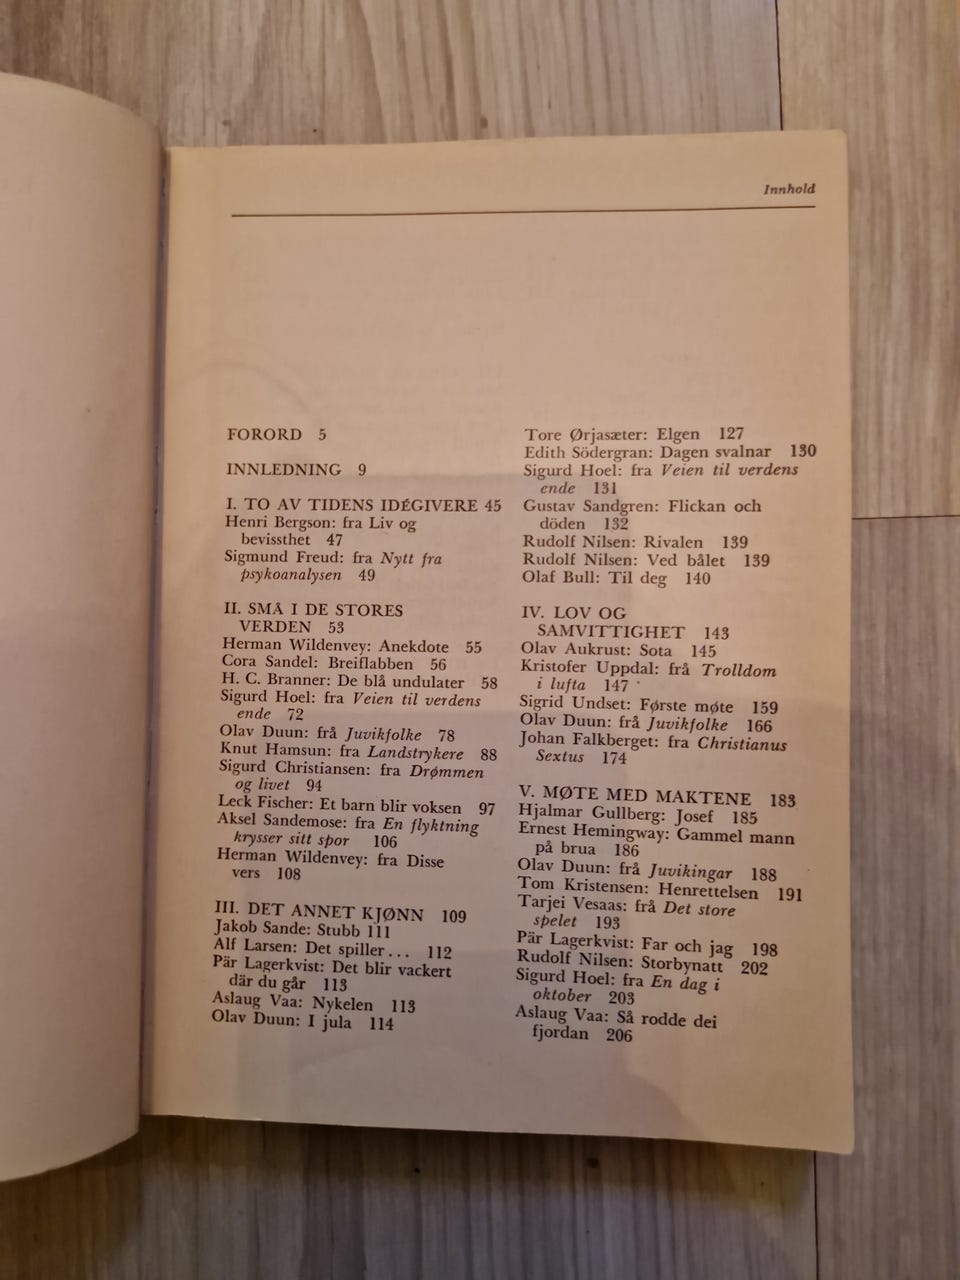 Innhold
FORORD 5
INNLEDNING 9
I. TO AV TIDENS IDÉGIVERE 45
Henri Bergson: fra Liv og
bevissthet 47
Sigmund Freud: fra Nytt fra
psykoanalysen 49
II. SMÅ I DE STORES
VERDEN 53
Herman Wildenvey: Anekdote 55
Cora Sandel: Breiflabben 56
H. C. Branner: De blå undulater 58
Sigurd Hoel: fra Veien til verdens
ende 72
Olav Duun: frå Juvikfolke 78
Knut Hamsun: fra Landstrykere 88
Sigurd Christiansen: fra Drømmen
og livet 94
Leck Fischer: Et barn blir voksen 97
Aksel Sandemose: fra En flyktning
krysser sitt spor 106
Herman Wildenvey: fra Disse
vers 108
III. DET ANNET KJØNN 109
Jakob Sande: Stubb 111
Alf Larsen: Det spiller... 112
Pär Lagerkvist: Det blir vackert
där du går 113
Aslaug Vaa: Nykelen 113
Olav Duun: I jula 114
Tore Ørjasæter: Elgen 127
Edith Södergran: Dagen svalnar 130
Sigurd Hoel: fra Veien til verdens
ende 131
Gustav Sandgren: Flickan och
döden 132
Rudolf Nilsen: Rivalen 139
Rudolf Nilsen: Ved bålet 139
Olaf Bull: Til deg 140
IV. LOV OG
SAMVITTIGHET 143
Olav Aukrust: Sota 145
Kristofer Uppdal: frå Trolldom
i lufta 147
Sigrid Undset: Første møte 159
Olav Duun: frå Juvikfolke 166
Johan Falkberget: fra Christianus
Sextus 174
V. MØTE MED MAKTENE 183
Hjalmar Gullberg: Josef 185
Ernest Hemingway: Gammel mann
på brua 186
Olav Duun: frå Juvikingar 188
Tom Kristensen: Henrettelsen 191
Tarjei Vesaas: frå Det store
spelet 193
Pär Lagerkvist: Far och jag 198
Rudolf Nilsen: Storbynatt 202
Sigurd Hoel: fra En dag i
oktober 203
Aslaug Vaa: Så rodde dei
fjordan 206